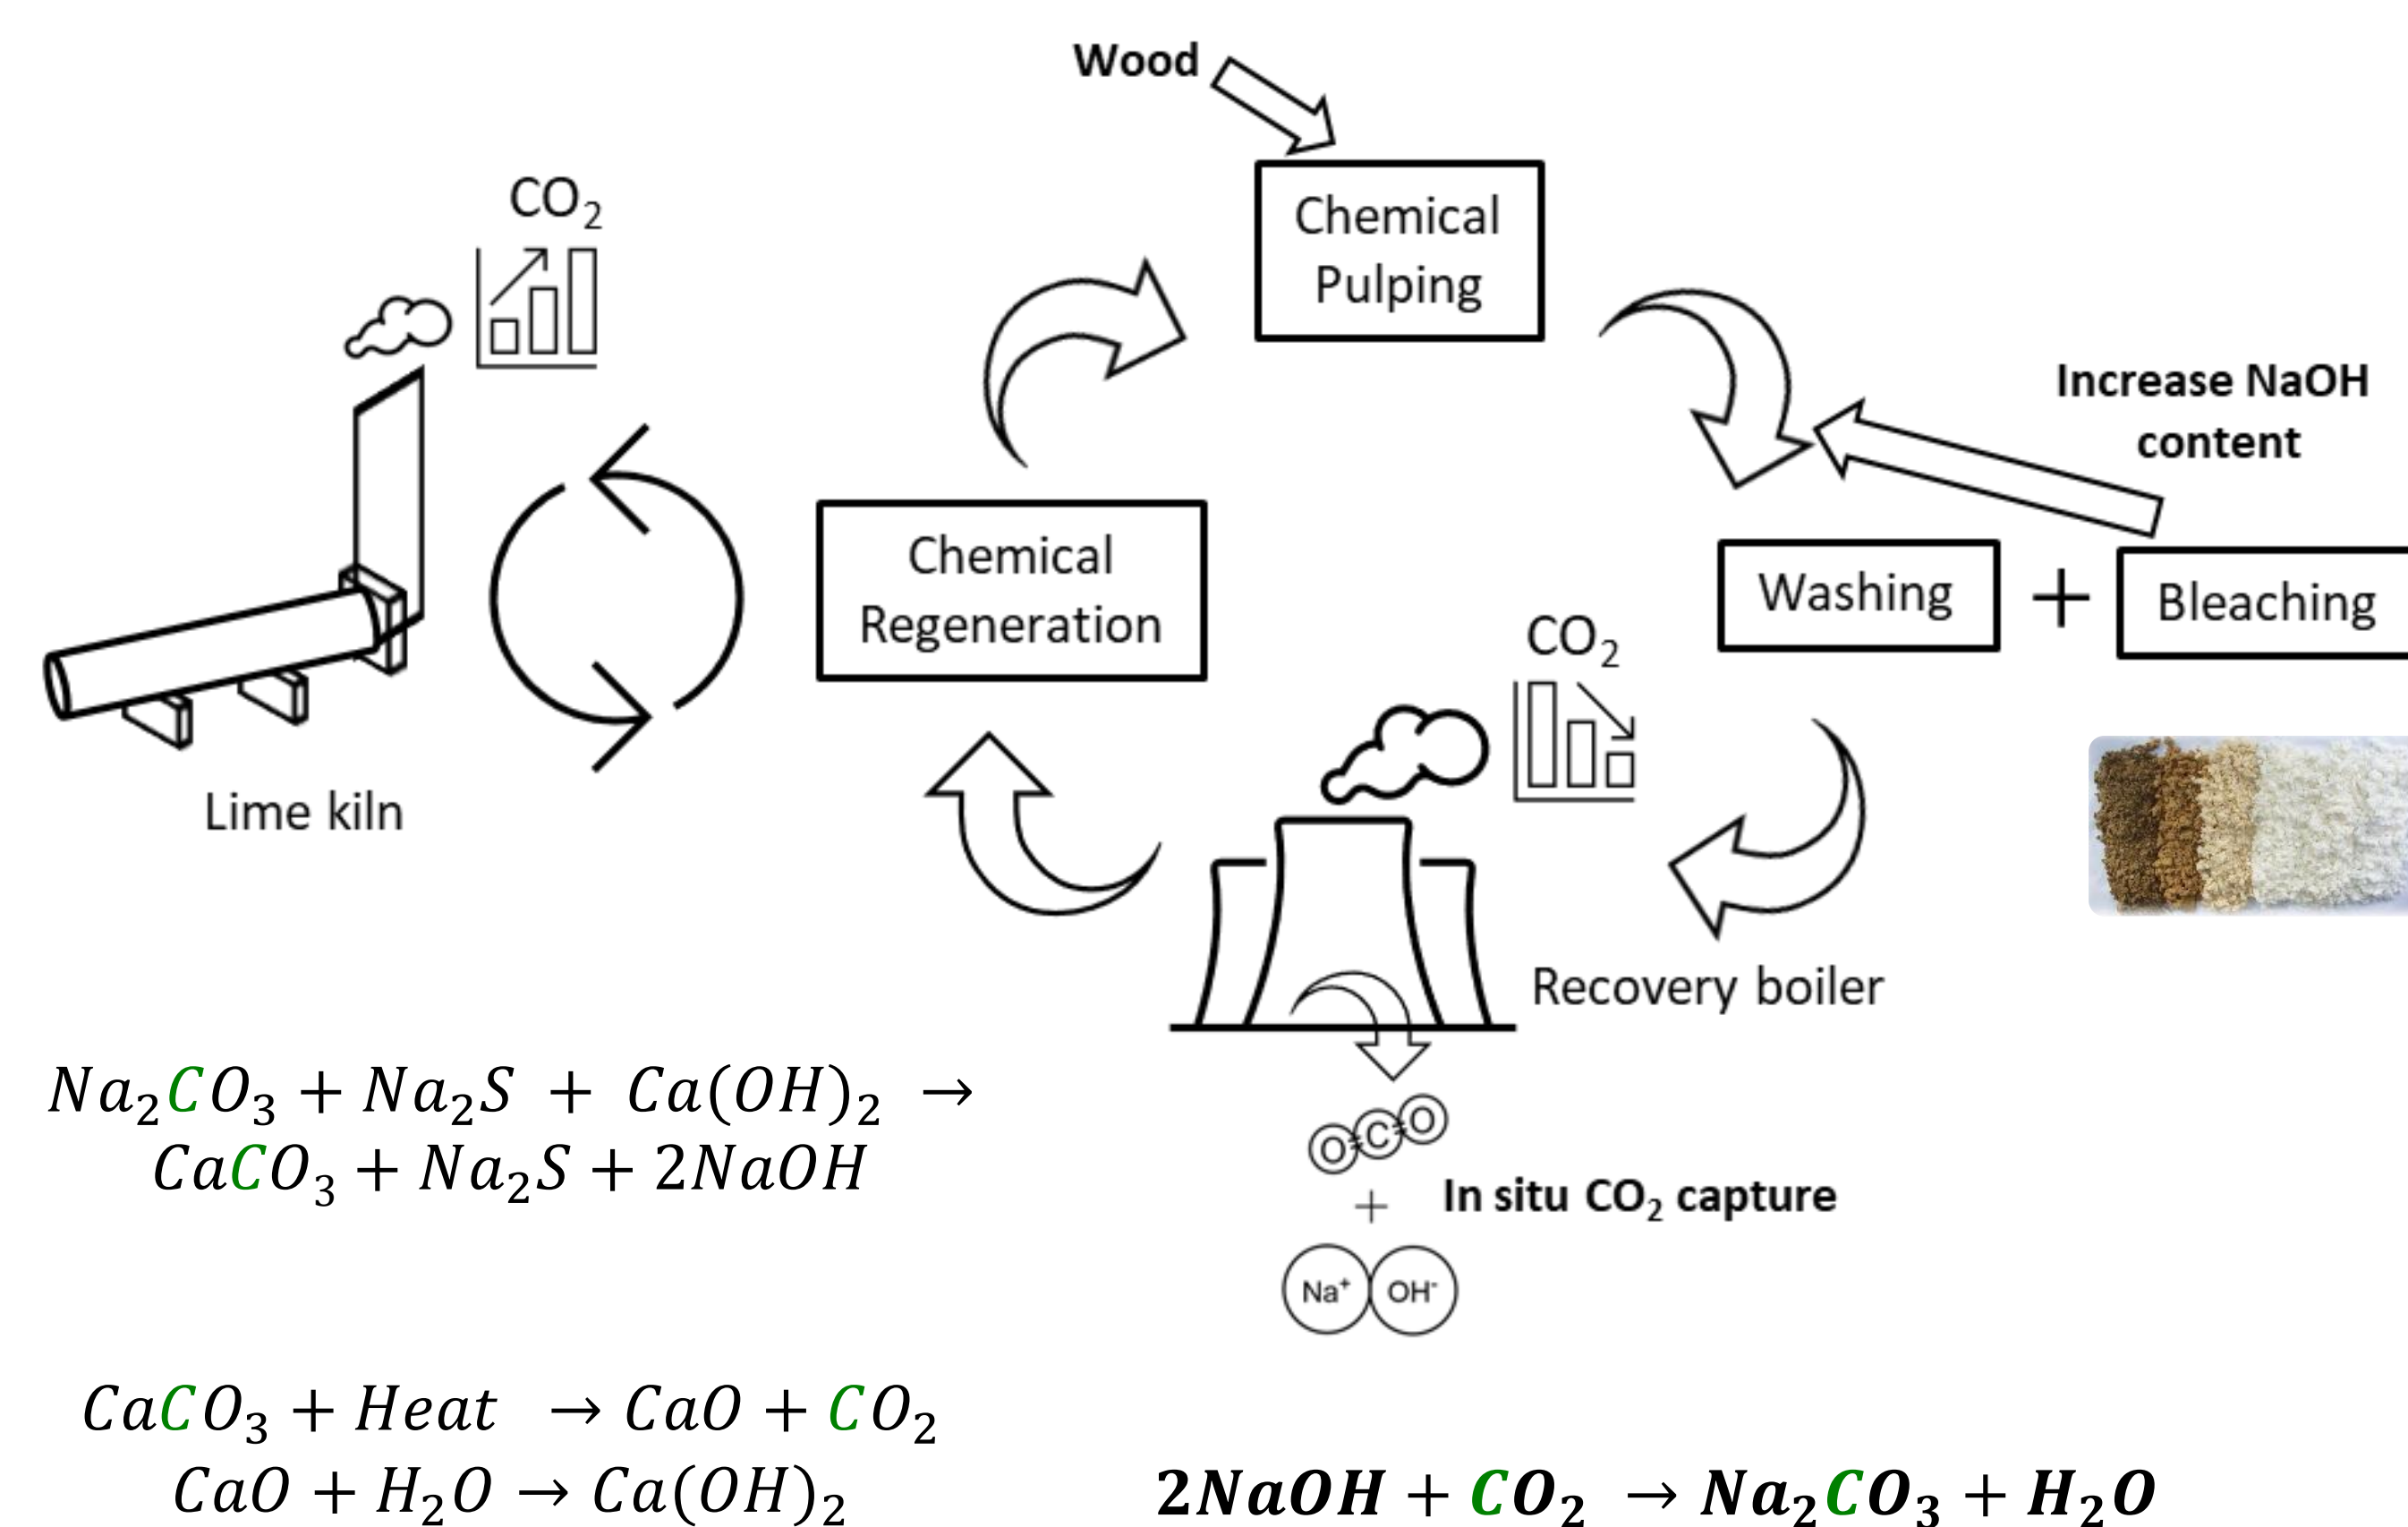 Wood
Chemical
Pulping
CO₂
Increase NaOH
content
Chemical
Regeneration
Washing
+
Bleaching
CO₂
Lime kiln
Recovery boiler
Na₂CO₃ + Na₂S + Ca(OH)₂ →
CaCO₃ + Na₂S + 2NaOH
O C O
+
In situ CO₂ capture
Na⁺ OH⁻
CaCO₃ + Heat → CaO + CO₂
CaO + H₂O → Ca(OH)₂
2NaOH + CO₂ → Na₂CO₃ + H₂O